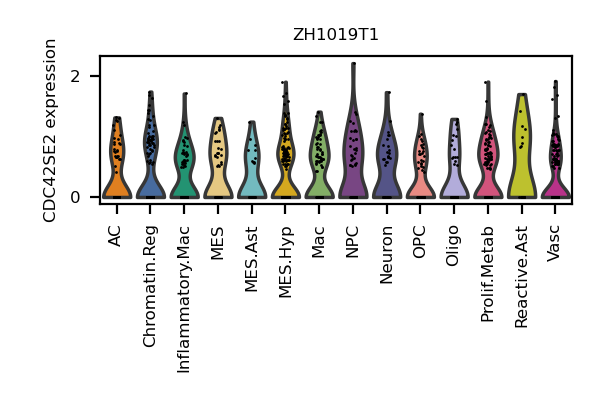 ZH1019T1
CDC42SE2 expression
2
0
AC
Chromatin.Reg
Inflammatory.Mac
MES
MES.Ast
MES.Hyp
Mac
NPC
Neuron
OPC
Oligo
Prolif.Metab
Reactive.Ast
Vasc